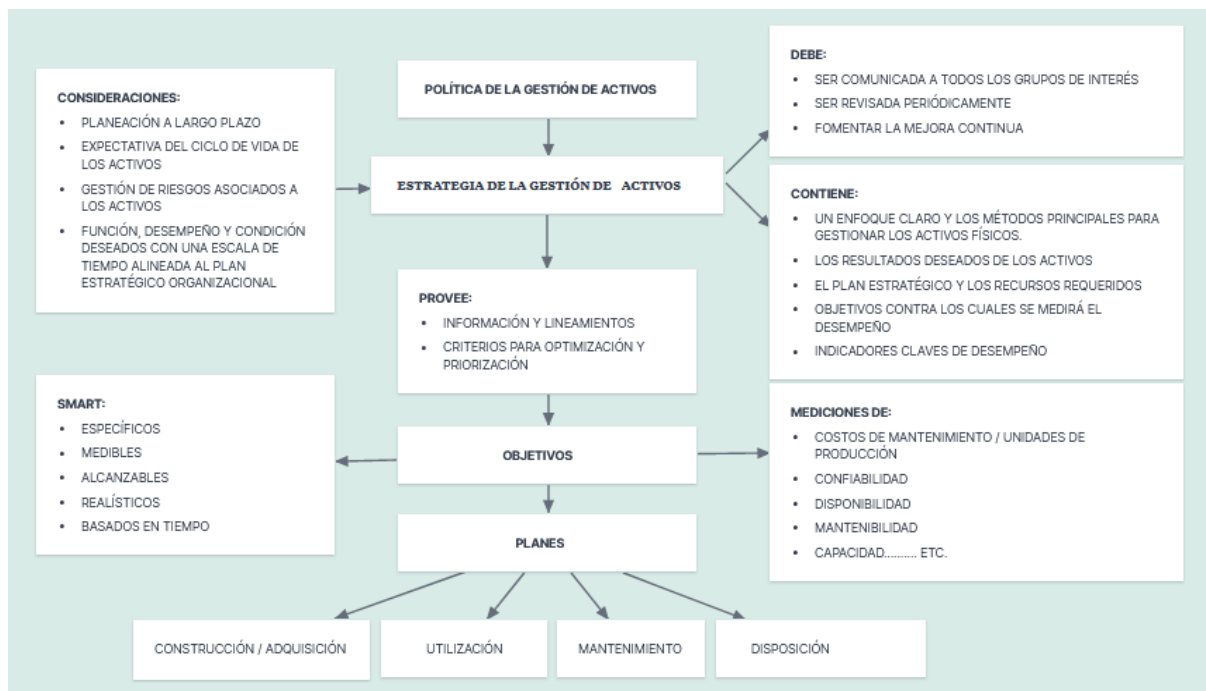 CONSIDERACIONES:
• PLANEACIÓN A LARGO PLAZO
• EXPECTATIVA DEL CICLO DE VIDA DE
LOS ACTIVOS
• GESTIÓN DE RIESGOS ASOCIADOS A
LOS ACTIVOS
• FUNCIÓN, DESEMPEÑO Y CONDICIÓN
DESEADOS CON UNA ESCALA DE
TIEMPO ALINEADA AL PLAN
ESTRATÉGICO ORGANIZACIONAL
POLÍTICA DE LA GESTIÓN DE ACTIVOS
ESTRATEGIA DE LA GESTIÓN DE ACTIVOS
DEBE:
• SER COMUNICADA A TODOS LOS GRUPOS DE INTERÉS
• SER REVISADA PERIÓDICAMENTE
• FOMENTAR LA MEJORA CONTINUA
CONTIENE:
• UN ENFOQUE CLARO Y LOS MÉTODOS PRINCIPALES PARA
GESTIONAR LOS ACTIVOS FÍSICOS.
• LOS RESULTADOS DESEADOS DE LOS ACTIVOS
• EL PLAN ESTRATÉGICO Y LOS RECURSOS REQUERIDOS
• OBJETIVOS CONTRA LOS CUALES SE MEDIRÁ EL
DESEMPEÑO
• INDICADORES CLAVES DE DESEMPEÑO
PROVEE:
• INFORMACIÓN Y LINEAMIENTOS
• CRITERIOS PARA OPTIMIZACIÓN Y
PRIORIZACIÓN
SMART:
• ESPECÍFICOS
• MEDIBLES
• ALCANZABLES
• REALÍSTICOS
• BASADOS EN TIEMPO
OBJETIVOS
MEDICIONES DE:
• COSTOS DE MANTENIMIENTO / UNIDADES DE
PRODUCCIÓN
• CONFIABILIDAD
• DISPONIBILIDAD
• MANTENIBILIDAD
• CAPACIDAD.......... ETC.
PLANES
CONSTRUCCIÓN / ADQUISICIÓN
UTILIZACIÓN
MANTENIMIENTO
DISPOSICIÓN